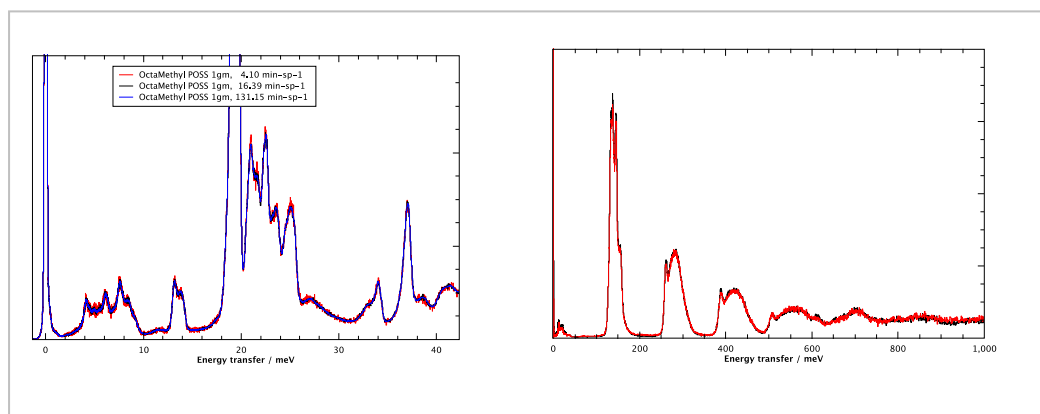 OctaMethyl POSS 1gm, 4.10 min-sp-1
OctaMethyl POSS 1gm, 16.39 min-sp-1
OctaMethyl POSS 1gm, 131.15 min-sp-1
0 10 20 30 40
Energy transfer / meV
0 200 400 600 800 1,000
Energy transfer / meV